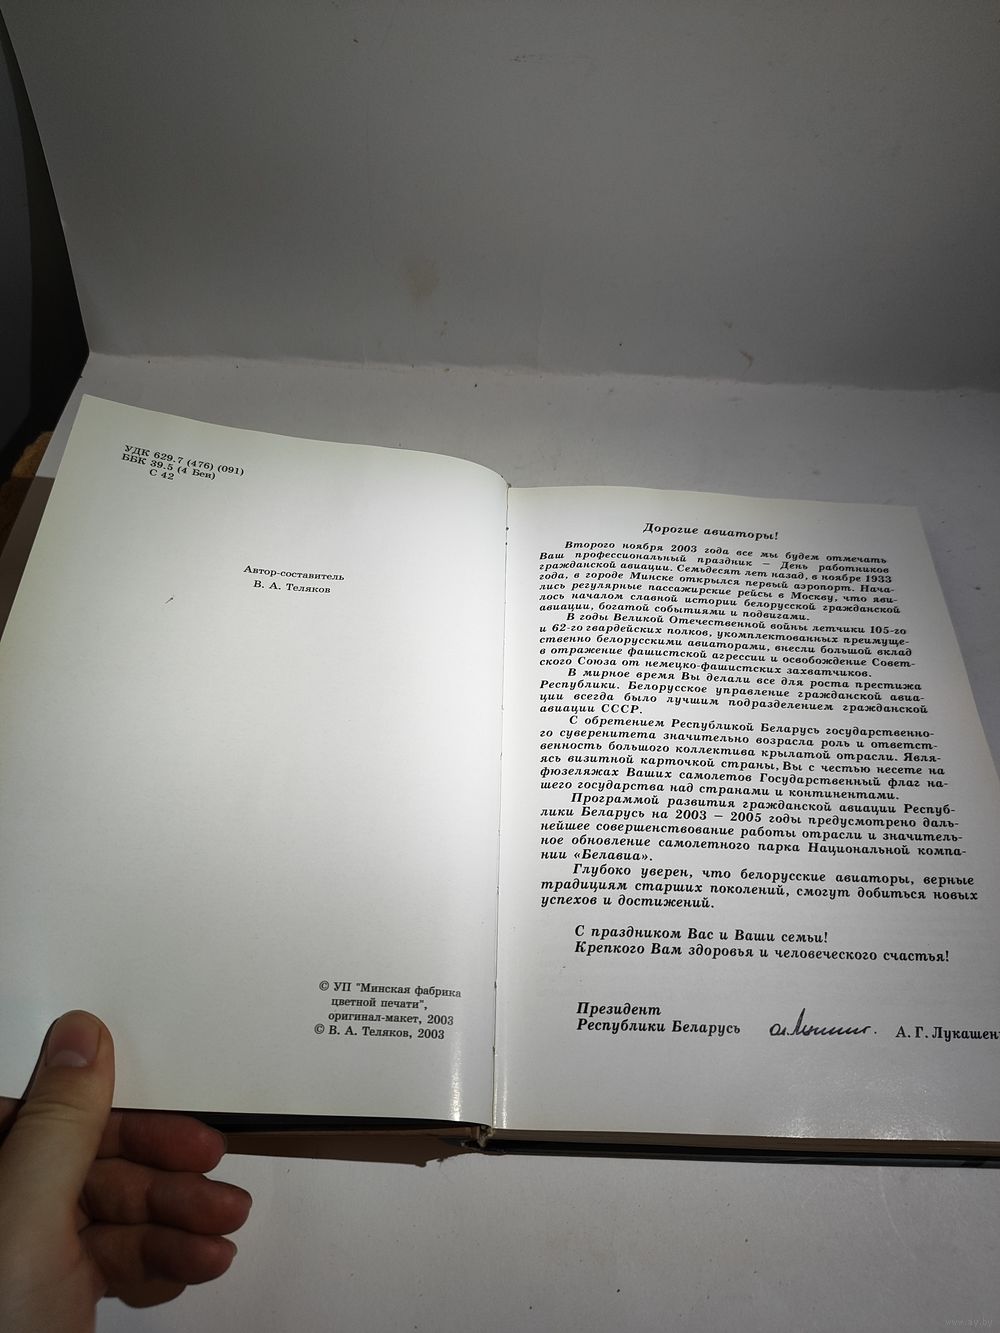 УДК 629.7 (476) (091)
ББК 39.5 (4 Беи)
С 42
Автор-составитель
В. А. Теляков
© УП "Минская фабрика
цветной печати",
оригинал-макет, 2003
© В. А. Теляков, 2003
Дорогие авиаторы!
Второго ноября 2003 года все мы будем отмечать
Ваш профессиональный праздник — День работников
гражданской авиации. Семьдесят лет назад, в ноябре 1933
года, в городе Минске открылся первый аэропорт. Нача-
лись регулярные пассажирские рейсы в Москву, что яви-
лось началом славной истории белорусской гражданской
авиации, богатой событиями и подвигами.
В годы Великой Отечественной войны летчики 105-го
и 62-го гвардейских полков, укомплектованных преимуще-
ственно белорусскими авиаторами, внесли большой вклад
в отражение фашистской агрессии и освобождение Совет-
ского Союза от немецко-фашистских захватчиков.
В мирное время Вы делали все для роста престижа
Республики. Белорусское управление гражданской авиа-
ции всегда было лучшим подразделением гражданской
авиации СССР.
С обретением Республикой Беларусь государственно-
го суверенитета значительно возрасла роль и ответст-
венность большого коллектива крылатой отрасли. Явля-
ясь визитной карточкой страны, Вы с честью несете на
фюзеляжах Ваших самолетов Государственный флаг на-
шего государства над странами и континентами.
Программой развития гражданской авиации Респуб-
лики Беларусь на 2003 — 2005 годы предусмотрено даль-
нейшее совершенствование работы отрасли и значитель-
ное обновление самолетного парка Национальной компа-
нии «Белавиа».
Глубоко уверен, что белорусские авиаторы, верные
традициям старших поколений, смогут добиться новых
успехов и достижений.
С праздником Вас и Ваши семьи!
Крепкого Вам здоровья и человеческого счастья!
Президент
Республики Беларусь А. Г. Лукашен
www.ay.by